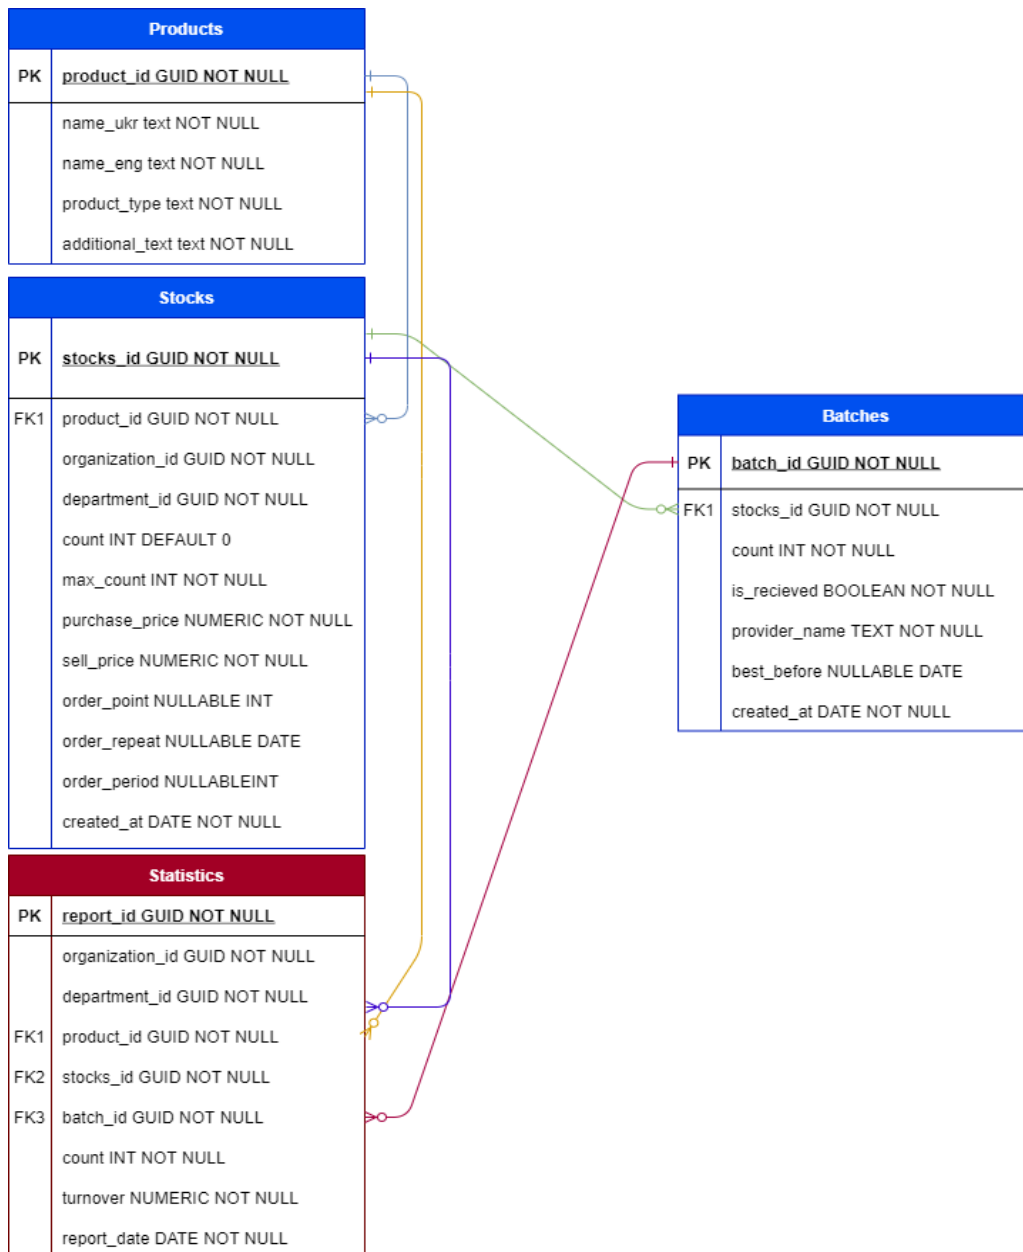 Products
PK product_id GUID NOT NULL
name_ukr text NOT NULL
name_eng text NOT NULL
product_type text NOT NULL
additional_text text NOT NULL
Stocks
PK stocks_id GUID NOT NULL
FK1 product_id GUID NOT NULL
organization_id GUID NOT NULL
department_id GUID NOT NULL
count INT DEFAULT 0
max_count INT NOT NULL
purchase_price NUMERIC NOT NULL
sell_price NUMERIC NOT NULL
order_point NULLABLE INT
order_repeat NULLABLE DATE
order_period NULLABLEINT
created_at DATE NOT NULL
Batches
PK batch_id GUID NOT NULL
FK1 stocks_id GUID NOT NULL
count INT NOT NULL
is_recieved BOOLEAN NOT NULL
provider_name TEXT NOT NULL
best_before NULLABLE DATE
created_at DATE NOT NULL
Statistics
PK report_id GUID NOT NULL
organization_id GUID NOT NULL
department_id GUID NOT NULL
FK1 product_id GUID NOT NULL
FK2 stocks_id GUID NOT NULL
FK3 batch_id GUID NOT NULL
count INT NOT NULL
turnover NUMERIC NOT NULL
report_date DATE NOT NULL